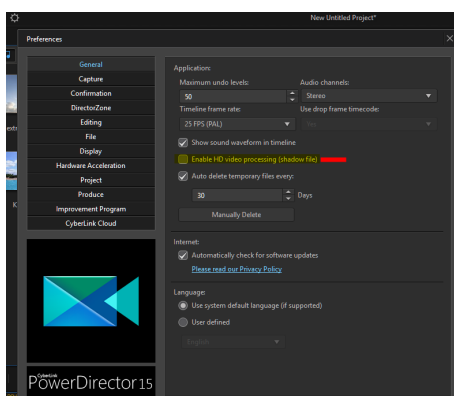 New Untitled Project*
Preferences
General
Capture
Confirmation
DirectorZone
Editing
File
Display
Hardware Acceleration
Project
Produce
Improvement Program
CyberLink Cloud
Application:
Maximum undo levels: Audio channels:
50 Stereo
Timeline frame rate: Use drop frame timecode:
25 FPS (PAL)
Show sound waveform in timeline
Enable HD video processing (shadow file)
Auto delete temporary files every:
30 Days
Manually Delete
Internet:
Automatically check for software updates
Please read our Privacy Policy
Language:
Use system default language (if supported)
User defined
English
CyberLink
PowerDirector 15